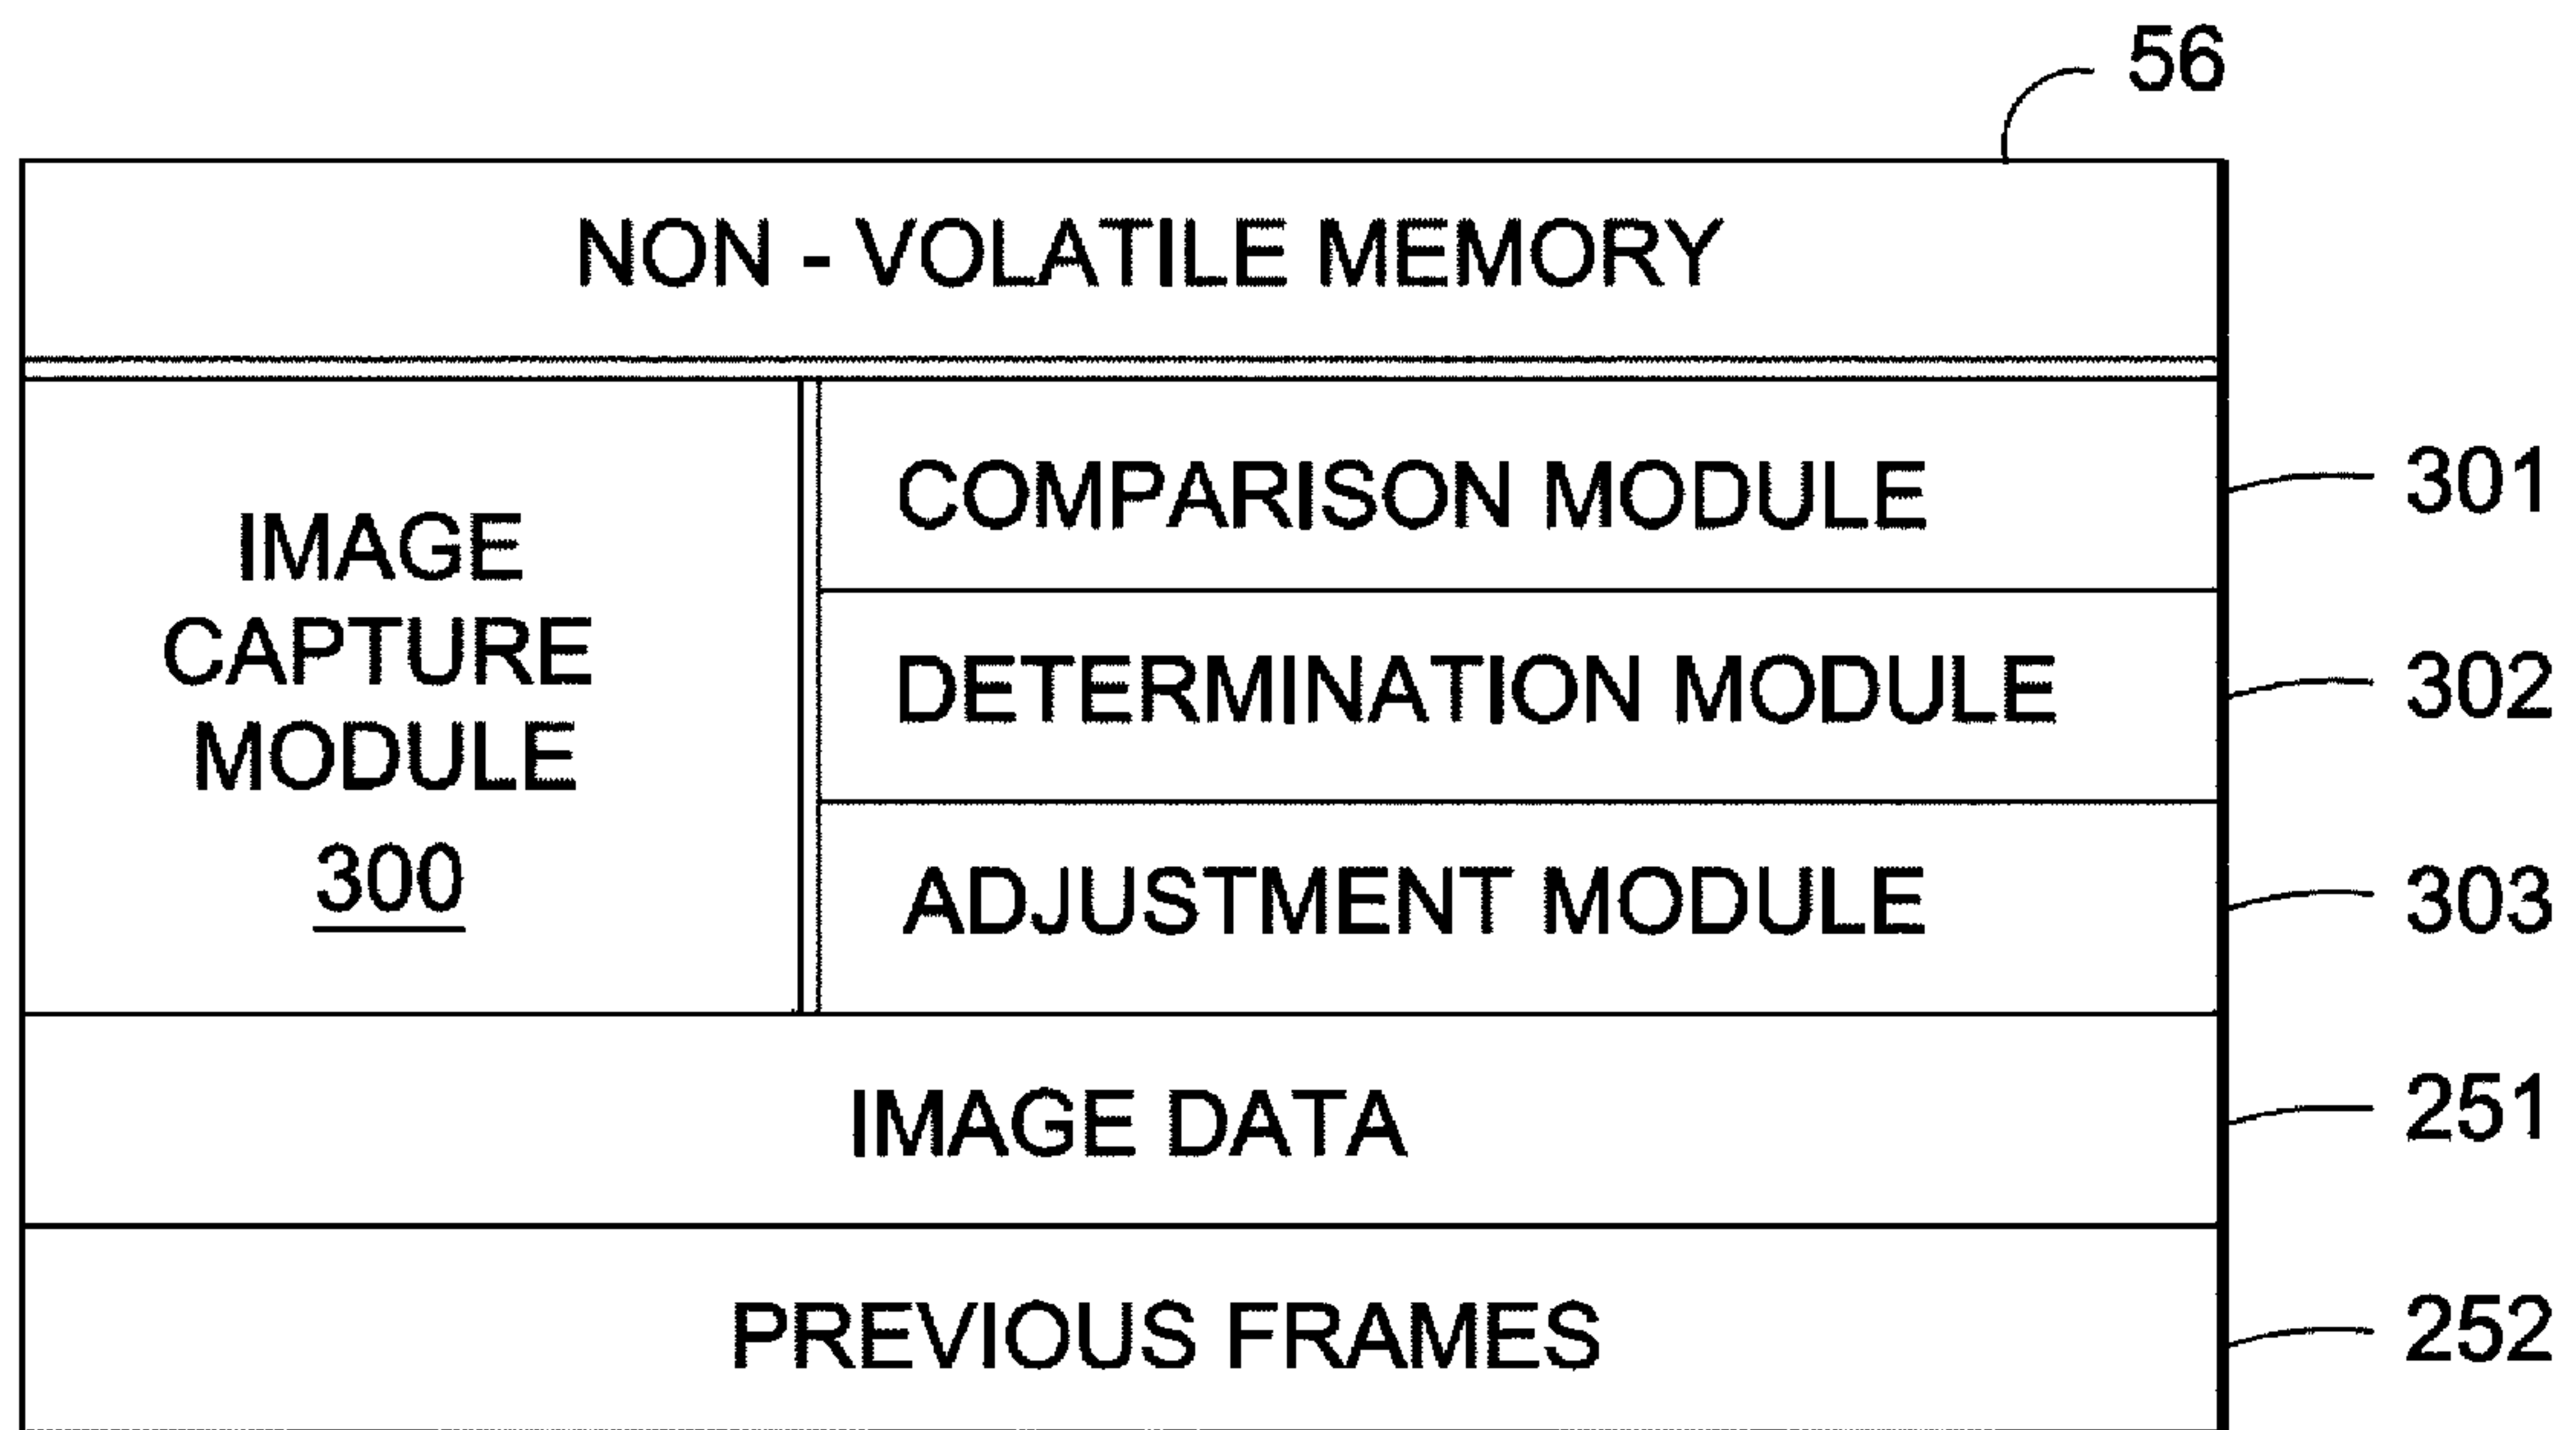 56
NON - VOLATILE MEMORY
IMAGE
CAPTURE
MODULE
300
COMPARISON MODULE
301
DETERMINATION MODULE
302
ADJUSTMENT MODULE
303
IMAGE DATA
251
PREVIOUS FRAMES
252